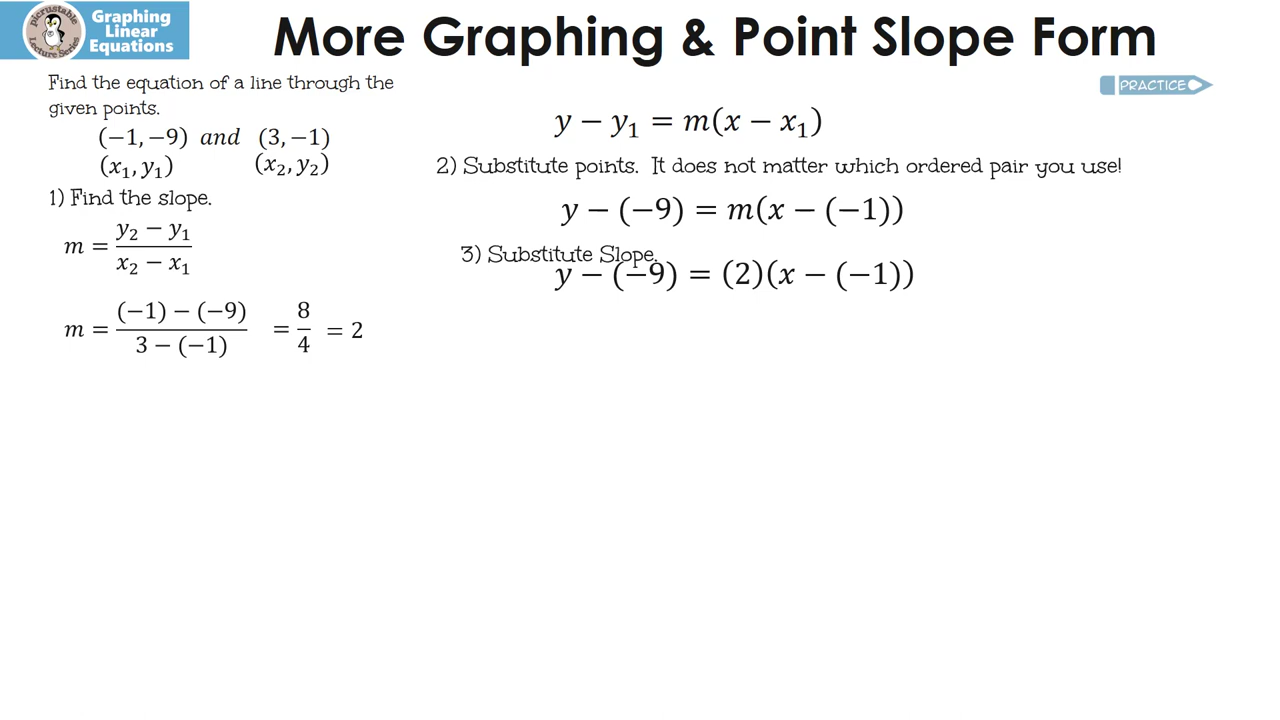 picrustable
Lecture Series
Graphing
Linear
Equations
More Graphing & Point Slope Form
PRACTICE
Find the equation of a line through the
given points.
(−1, −9) and (3, −1)
(x₁, y₁) (x₂, y₂)
1) Find the slope.
m = (y₂ − y₁)/(x₂ − x₁)
m = ((−1) − (−9))/(3 − (−1)) = 8/4 = 2
y − y₁ = m(x − x₁)
2) Substitute points. It does not matter which ordered pair you use!
y − (−9) = m(x − (−1))
3) Substitute Slope.
y − (−9) = (2)(x − (−1))